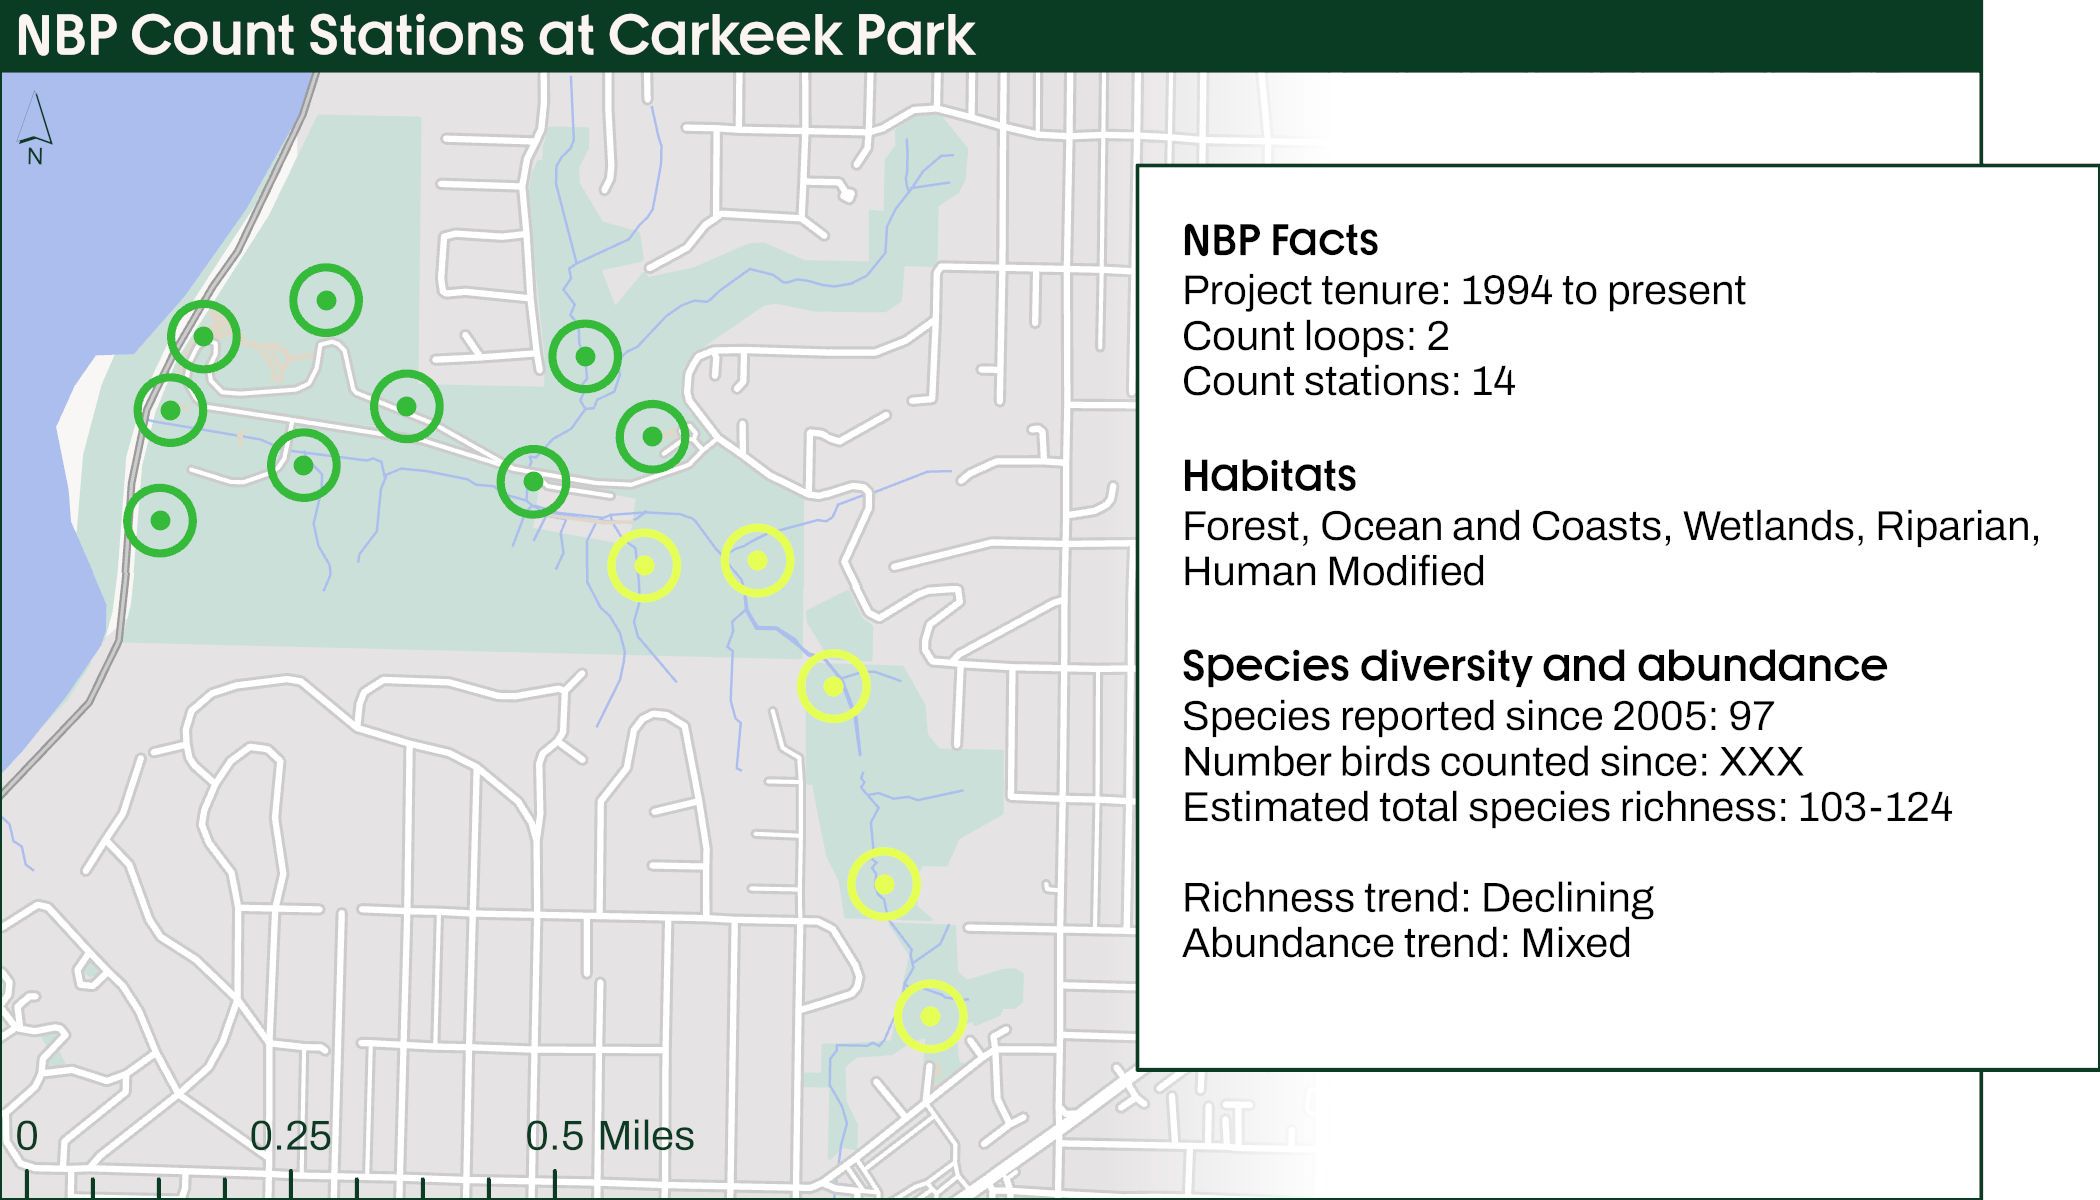 NBP Count Stations at Carkeek Park
N
NBP Facts
Project tenure: 1994 to present
Count loops: 2
Count stations: 14
Habitats
Forest, Ocean and Coasts, Wetlands, Riparian,
Human Modified
Species diversity and abundance
Species reported since 2005: 97
Number birds counted since: XXX
Estimated total species richness: 103-124
Richness trend: Declining
Abundance trend: Mixed
0 0.25 0.5 Miles